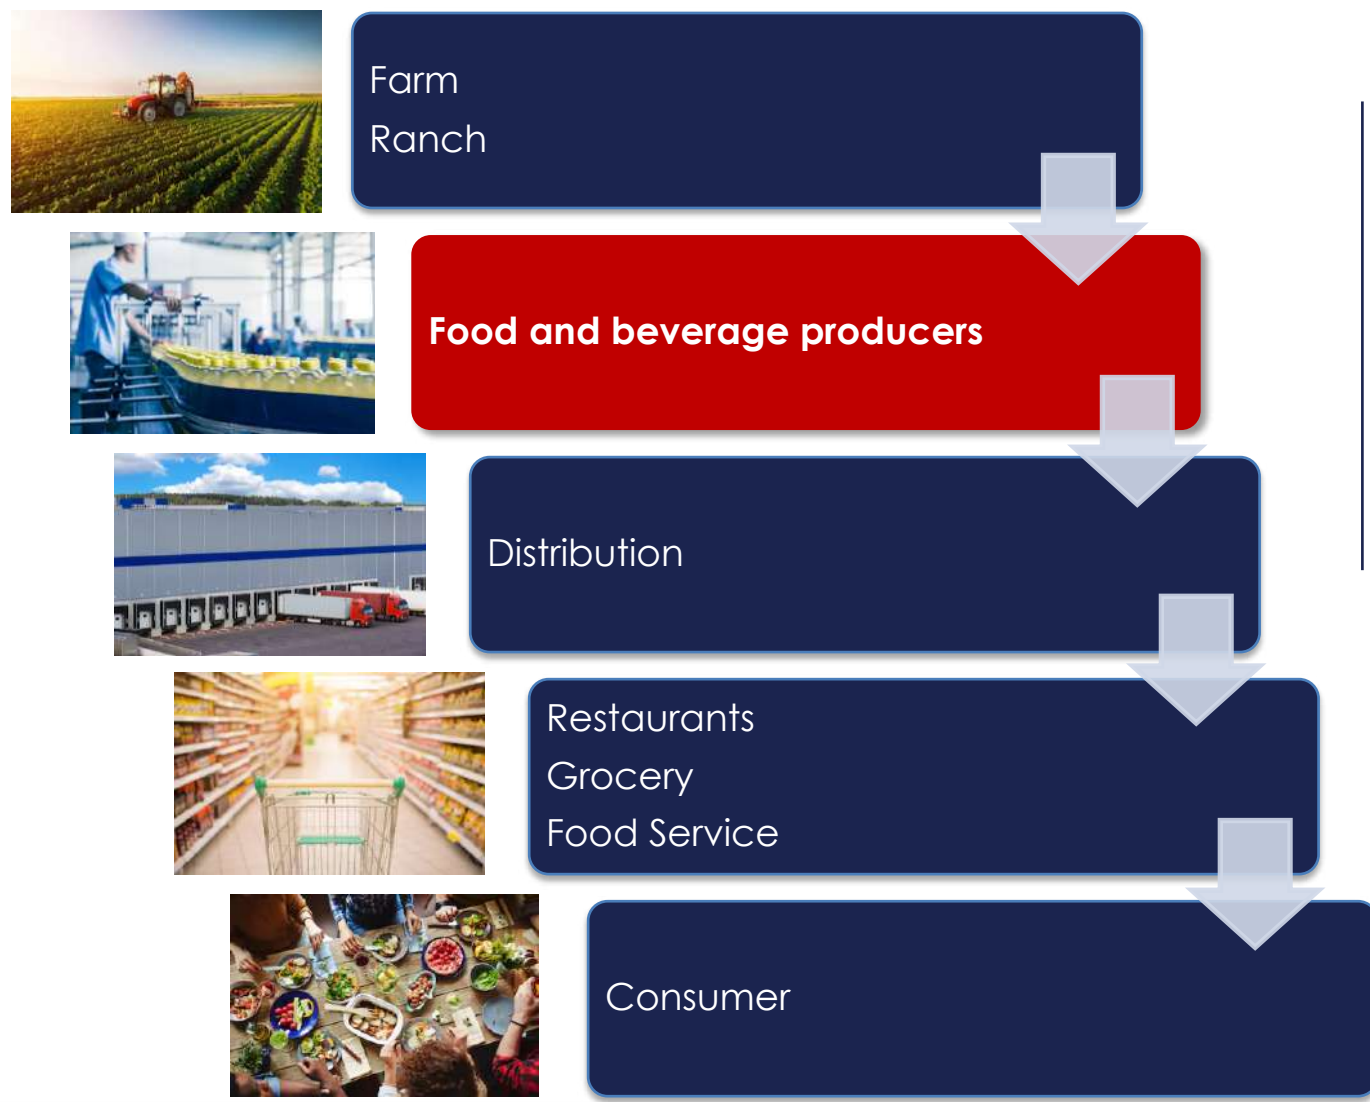 Farm
Ranch
Food and beverage producers
Distribution
Restaurants
Grocery
Food Service
Consumer